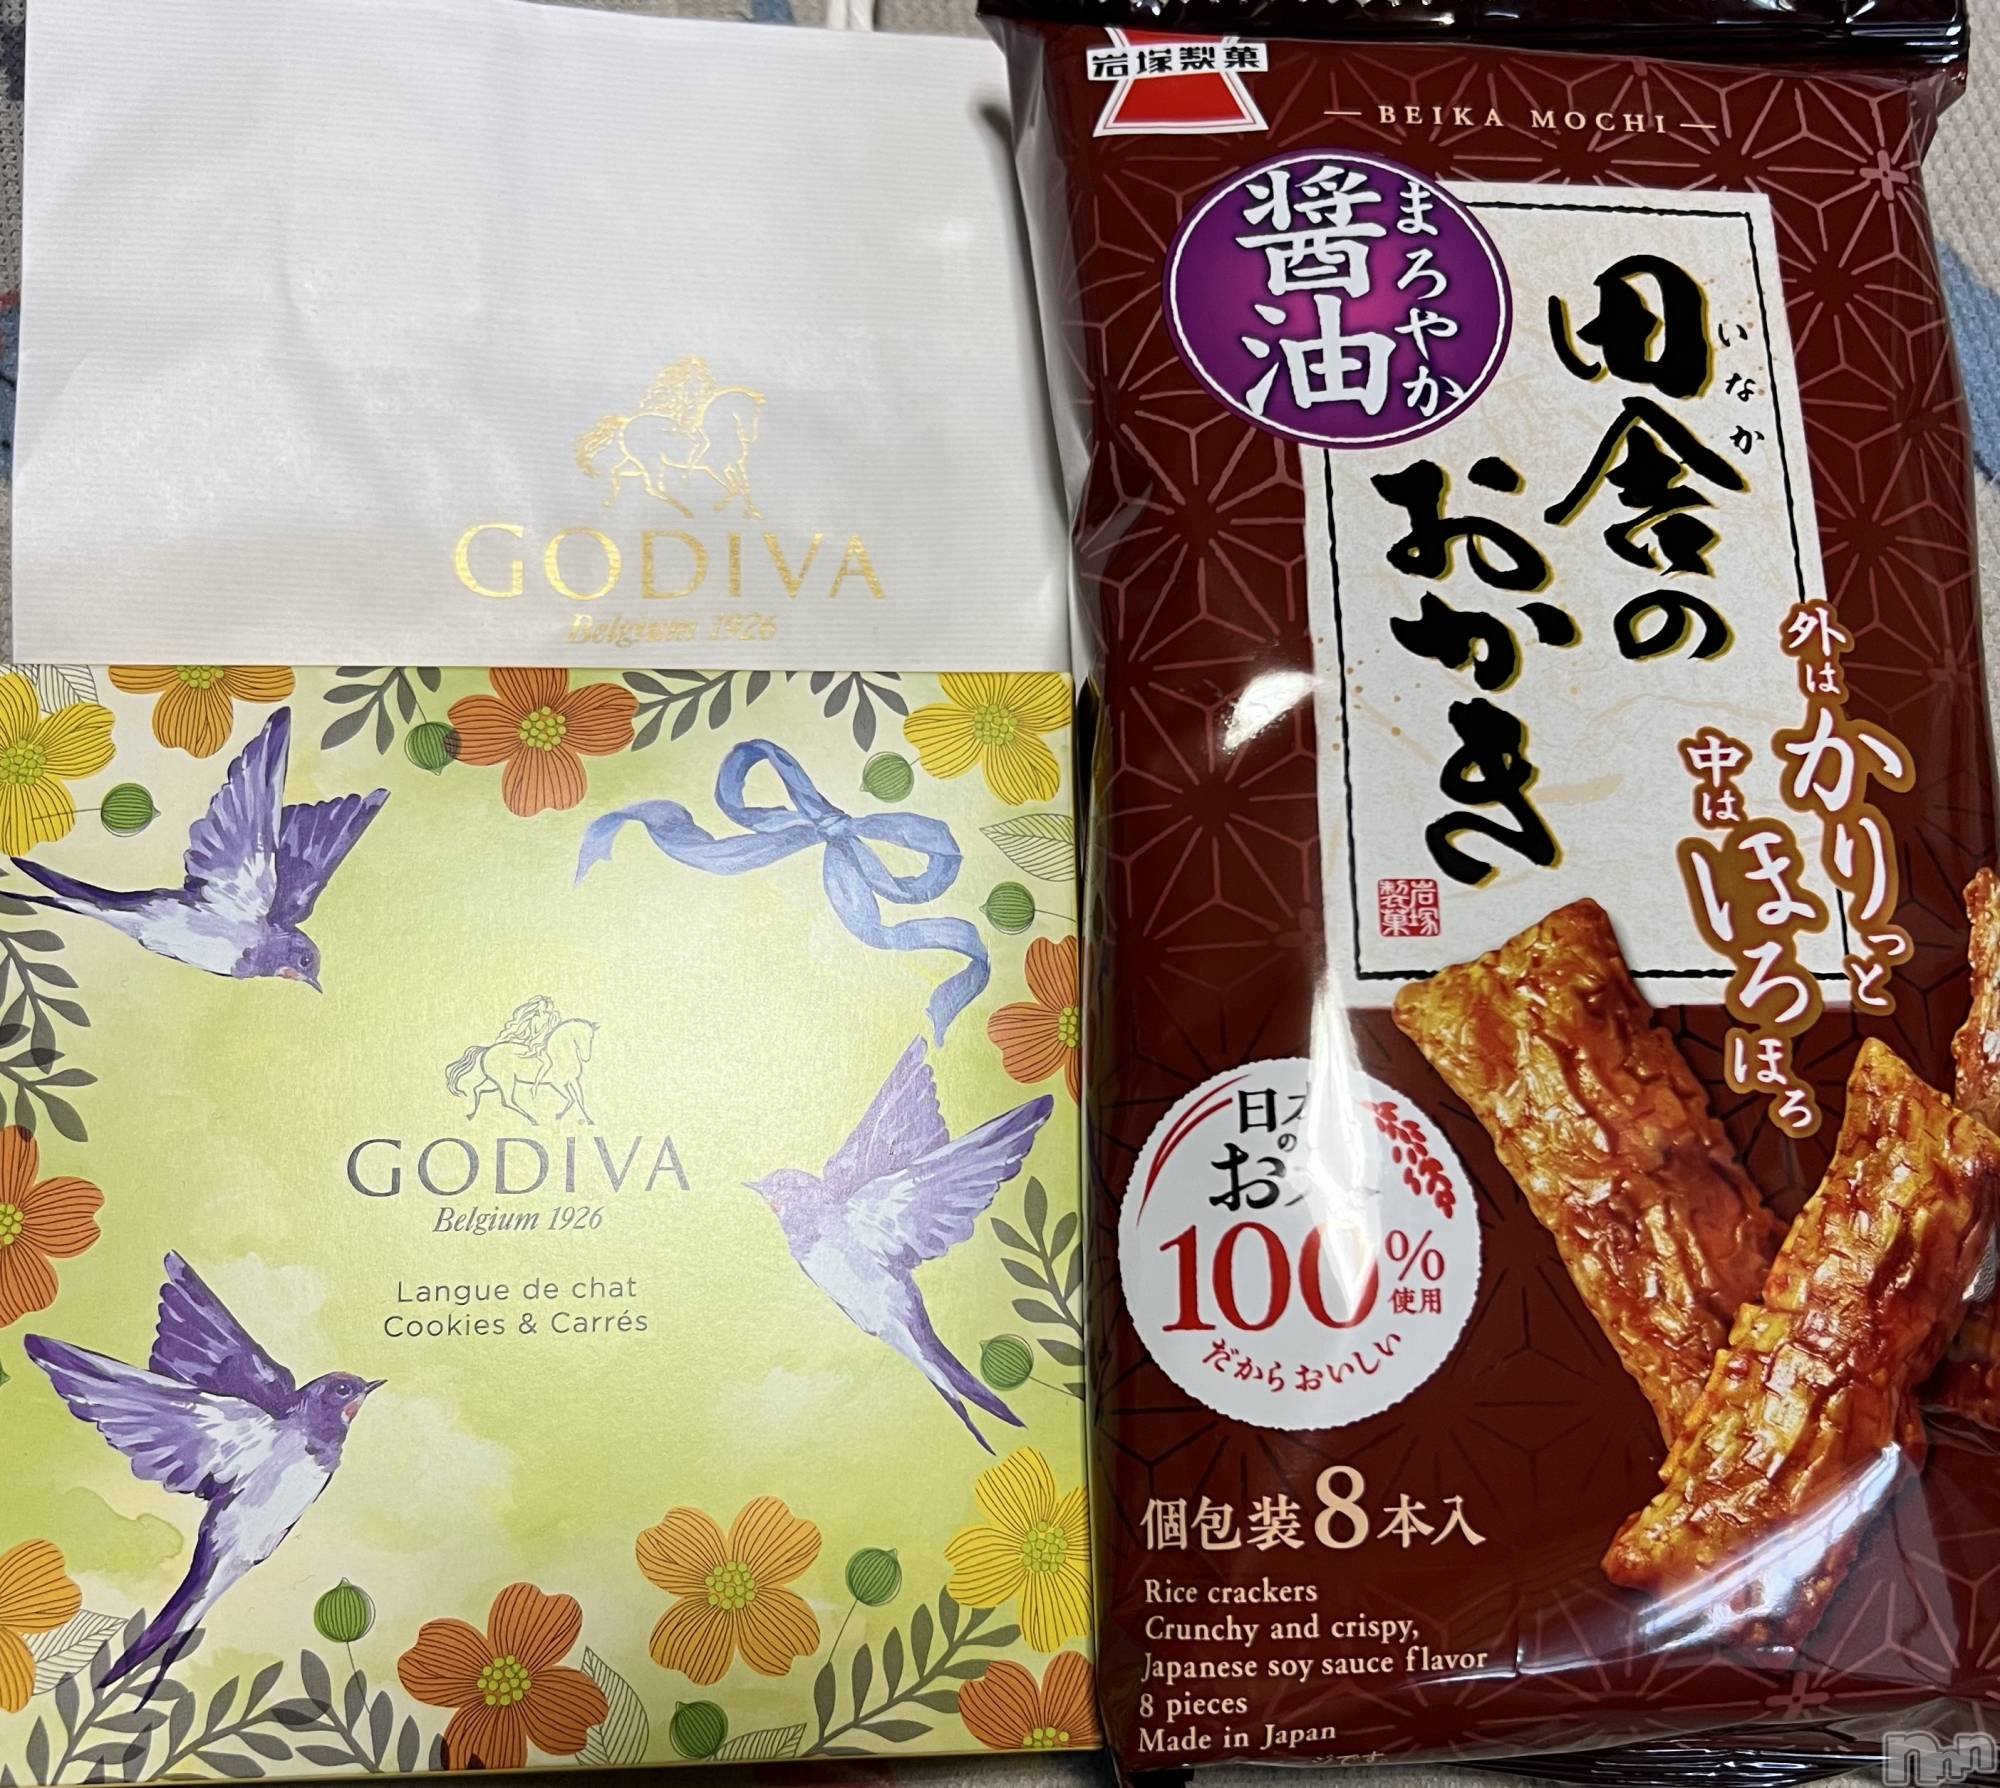 GODIVA
Belgium 1926
GODIVA
Belgium 1926
Langue de chat
Cookies & Carrés
岩塚製菓
BEIKA MOCHI
まろやか
醤油
田舎の
いなか
おかき
岩塚
製菓
外はかりっと
中はほろほろ
日本
の
お米
100%
使用
だからおいしい
個包装8本入
Rice crackers
Crunchy and crispy,
Japanese soy sauce flavor
8 pieces
Made in Japan